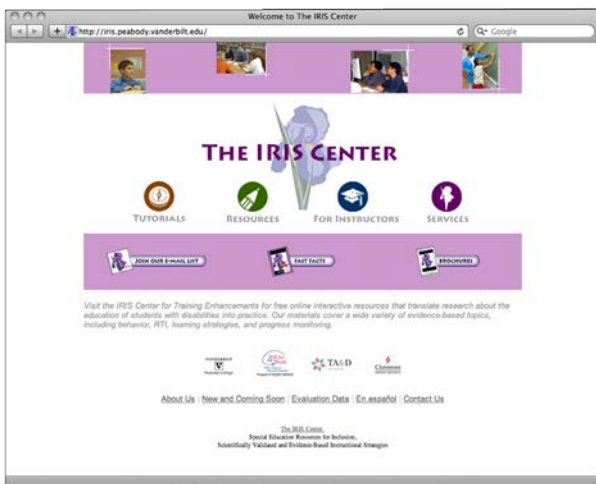 Welcome to The IRIS Center
http://iris.peabody.vanderbilt.edu/
Google
THE IRIS CENTER
TUTORIALS
RESOURCES
FOR INSTRUCTORS
SERVICES
JOIN OUR E-MAIL LIST
FAST FACTS
BROCHURES
Visit the IRIS Center for Training Enhancements for free online interactive resources that translate research about the
education of students with disabilities into practice. Our materials cover a wide variety of evidence-based topics,
including behavior, RTI, learning strategies, and progress monitoring.
VANDERBILT
Peabody College
TA&D
Claremont
About Us | New and Coming Soon | Evaluation Data | En español | Contact Us
The IRIS Center
Special Education Resources for Inclusion,
Scientifically Validated and Evidence-Based Instructional Strategies